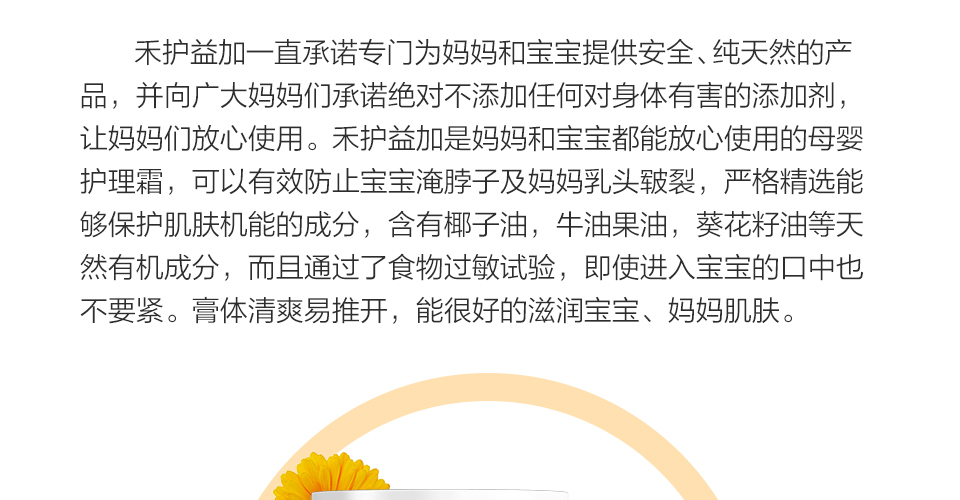 禾护益加一直承诺专门为妈妈和宝宝提供安全、纯天然的产
品，并向广大妈妈们承诺绝对不添加任何对身体有害的添加剂，
让妈妈们放心使用。禾护益加是妈妈和宝宝都能放心使用的母婴
护理霜，可以有效防止宝宝淹脖子及妈妈乳头皲裂，严格精选能
够保护肌肤机能的成分，含有椰子油，牛油果油，葵花籽油等天
然有机成分，而且通过了食物过敏试验，即使进入宝宝的口中也
不要紧。膏体清爽易推开，能很好的滋润宝宝、妈妈肌肤。